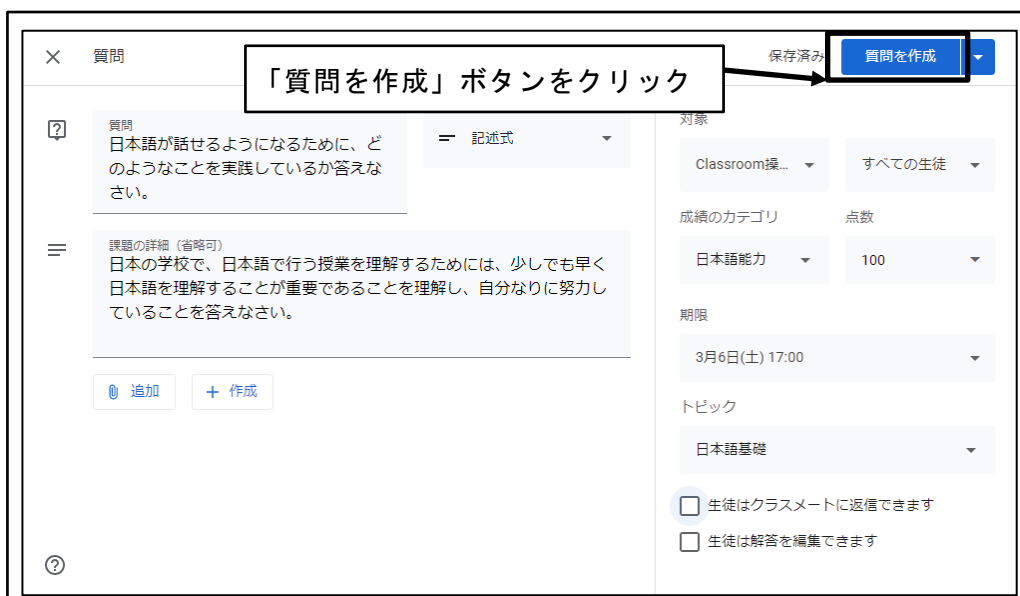 質問
保存済み
質問を作成
「質問を作成」ボタンをクリック
質問
日本語が話せるようになるために、ど
のようなことを実践しているか答えな
さい。
記述式
課題の詳細（省略可）
日本の学校で、日本語で行う授業を理解するためには、少しでも早く
日本語を理解することが重要であることを理解し、自分なりに努力し
ていることを答えなさい。
追加
作成
対象
Classroom操...
すべての生徒
成績のカテゴリ
点数
日本語能力
100
期限
3月6日(土) 17:00
トピック
日本語基礎
生徒はクラスメートに返信できます
生徒は解答を編集できます